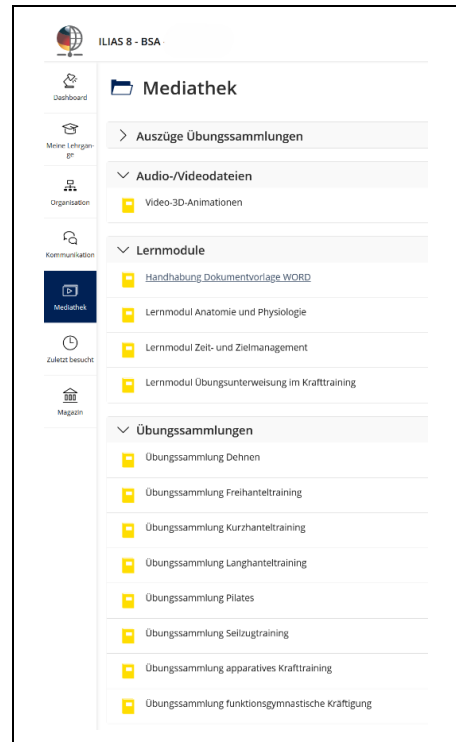 ILIAS 8 - BSA
Dashboard
Meine Lehrgän-
ge
Organisation
Kommunikation
Mediathek
Zuletzt besucht
Magazin
Mediathek
Auszüge Übungssammlungen
Audio-/Videodateien
Video-3D-Animationen
Lernmodule
Handhabung Dokumentvorlage WORD
Lernmodul Anatomie und Physiologie
Lernmodul Zeit- und Zielmanagement
Lernmodul Übungsunterweisung im Krafttraining
Übungssammlungen
Übungssammlung Dehnen
Übungssammlung Freihanteltraining
Übungssammlung Kurzhanteltraining
Übungssammlung Langhanteltraining
Übungssammlung Pilates
Übungssammlung Seilzugtraining
Übungssammlung apparatives Krafttraining
Übungssammlung funktionsgymnastische Kräftigung